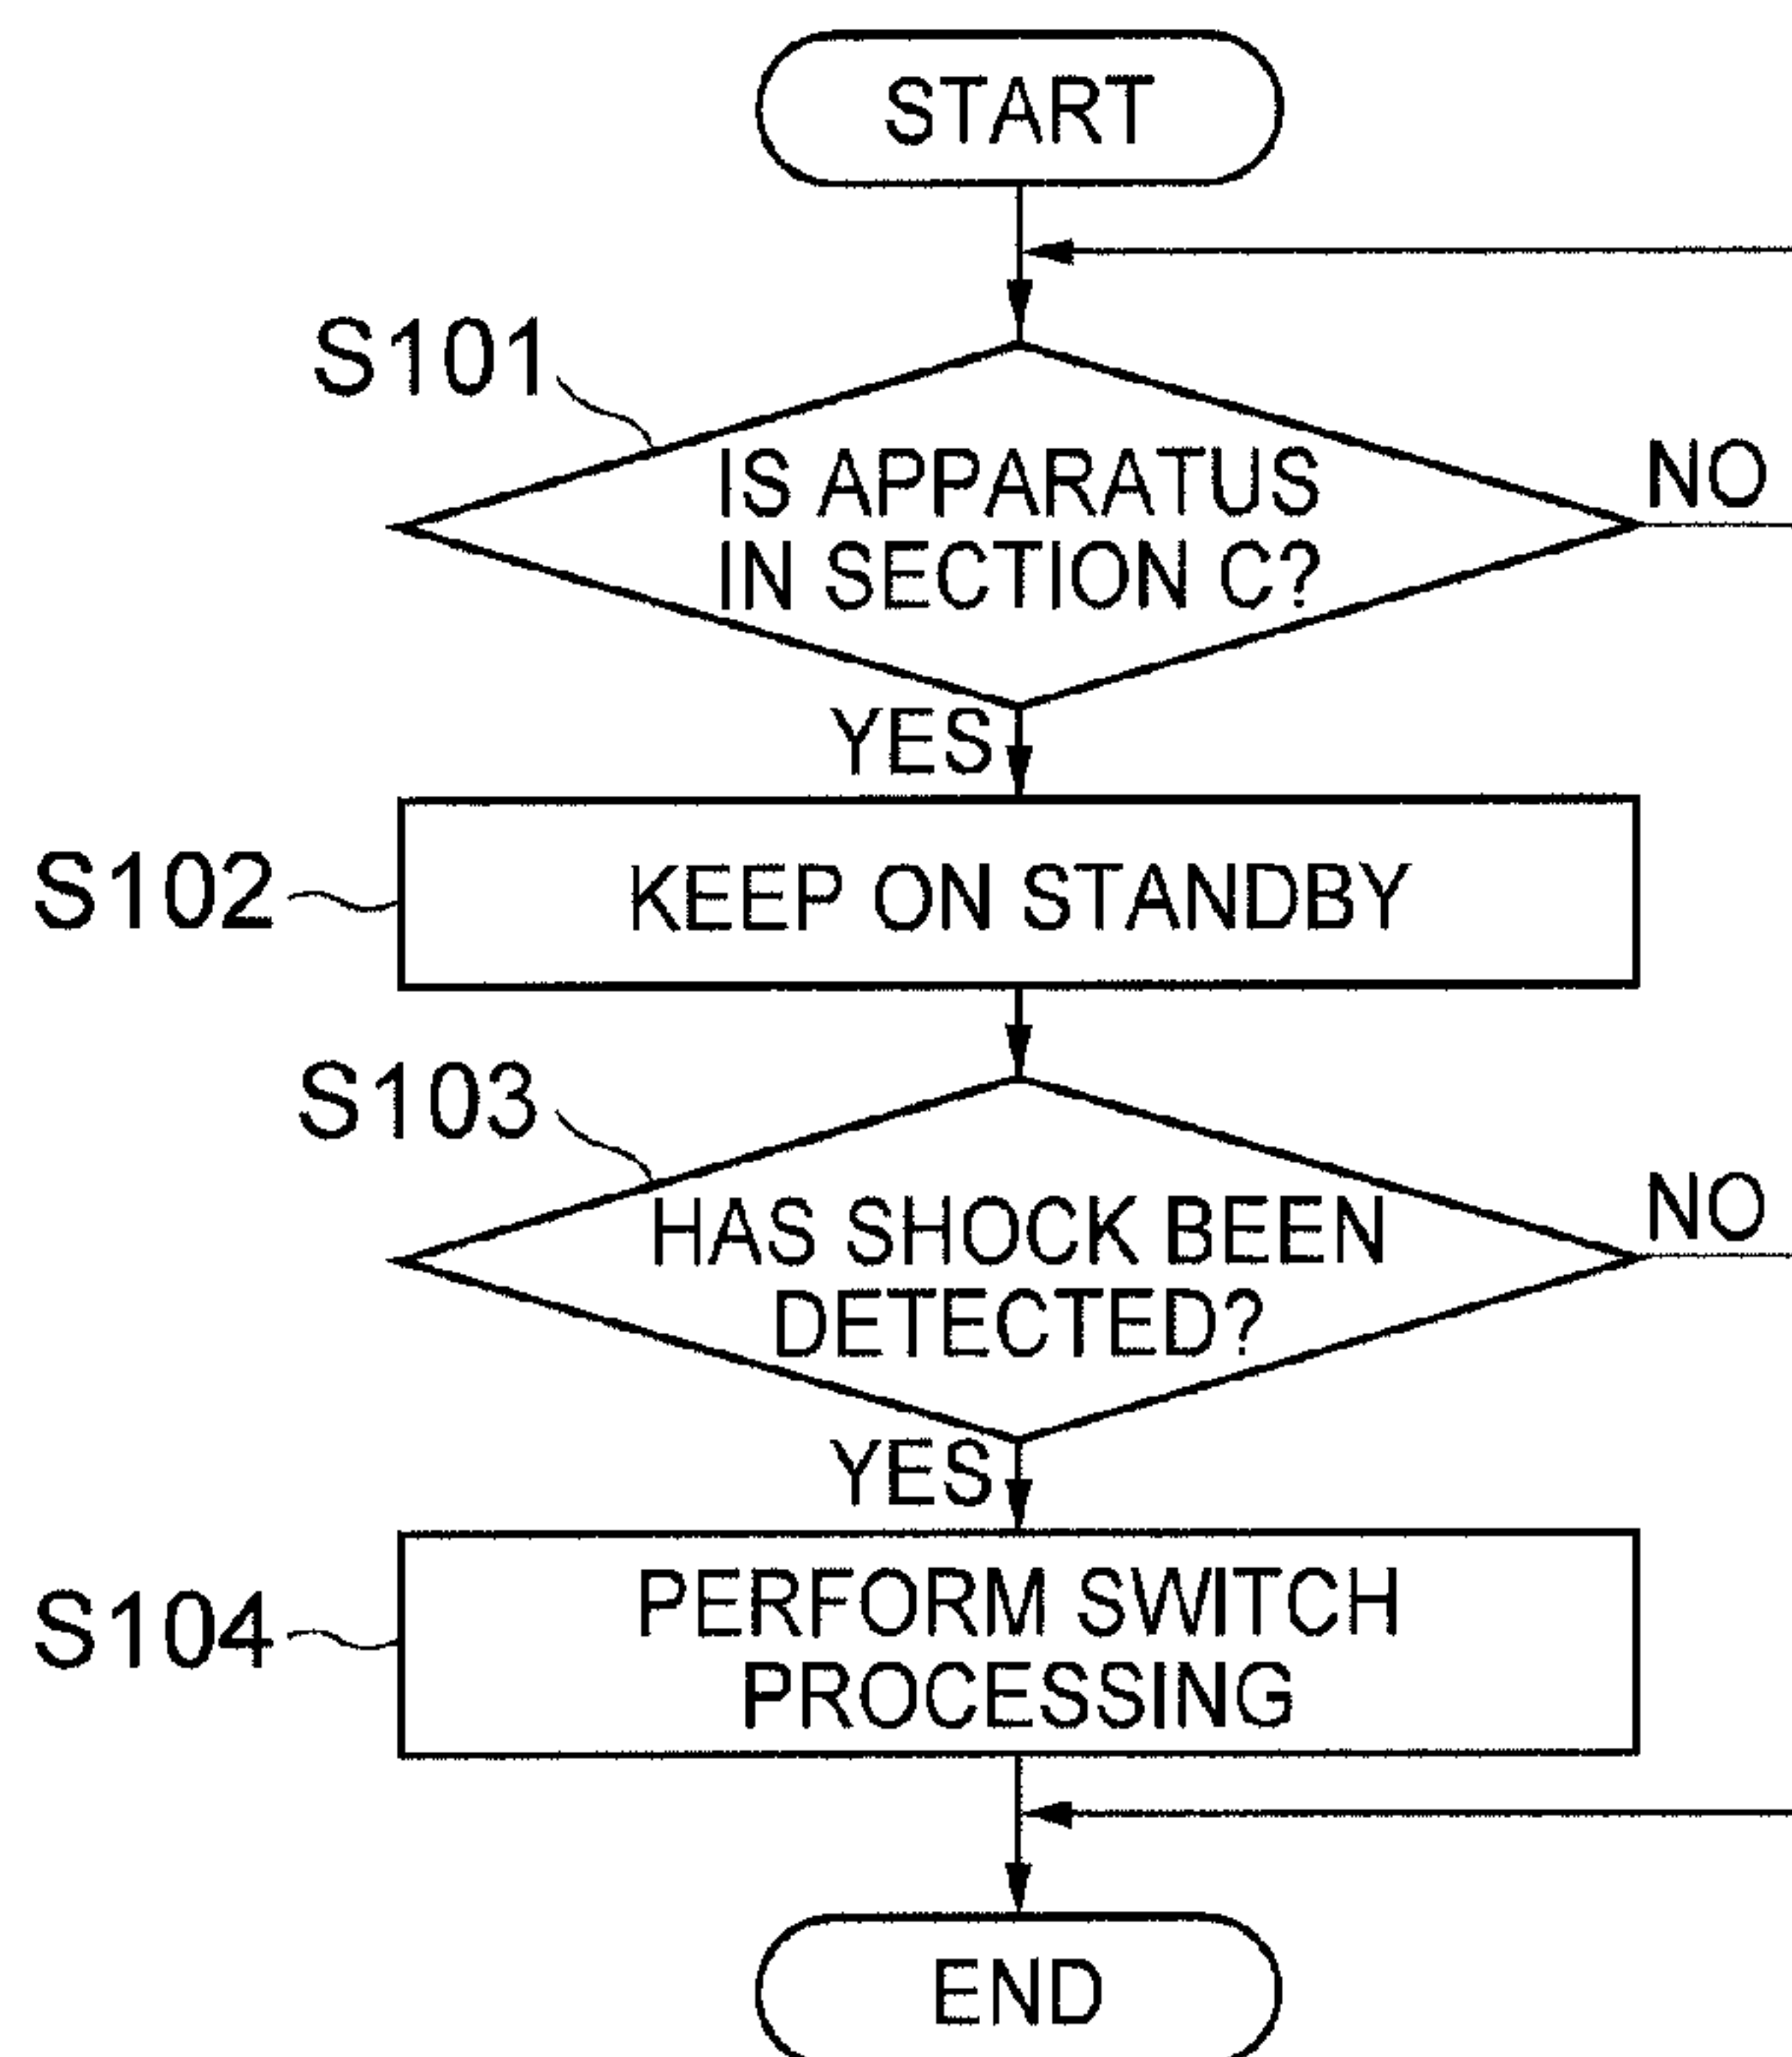 START
S101
IS APPARATUS
IN SECTION C?
NO
YES
S102
KEEP ON STANDBY
S103
HAS SHOCK BEEN
DETECTED?
NO
YES
S104
PERFORM SWITCH
PROCESSING
END